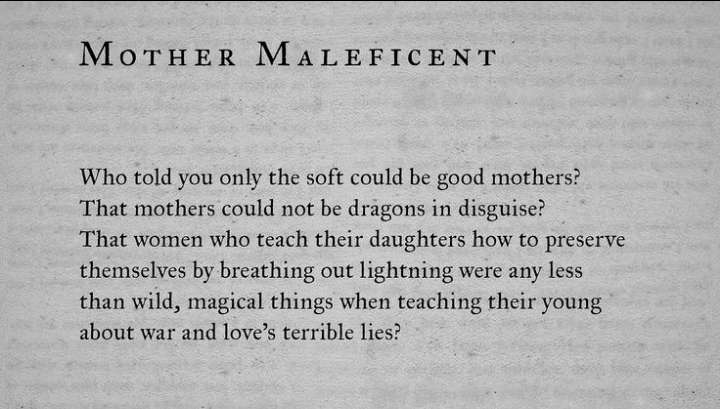 MOTHER MALEFICENT
Who told you only the soft could be good mothers?
That mothers could not be dragons in disguise?
That women who teach their daughters how to preserve
themselves by breathing out lightning were any less
than wild, magical things when teaching their young
about war and love’s terrible lies?